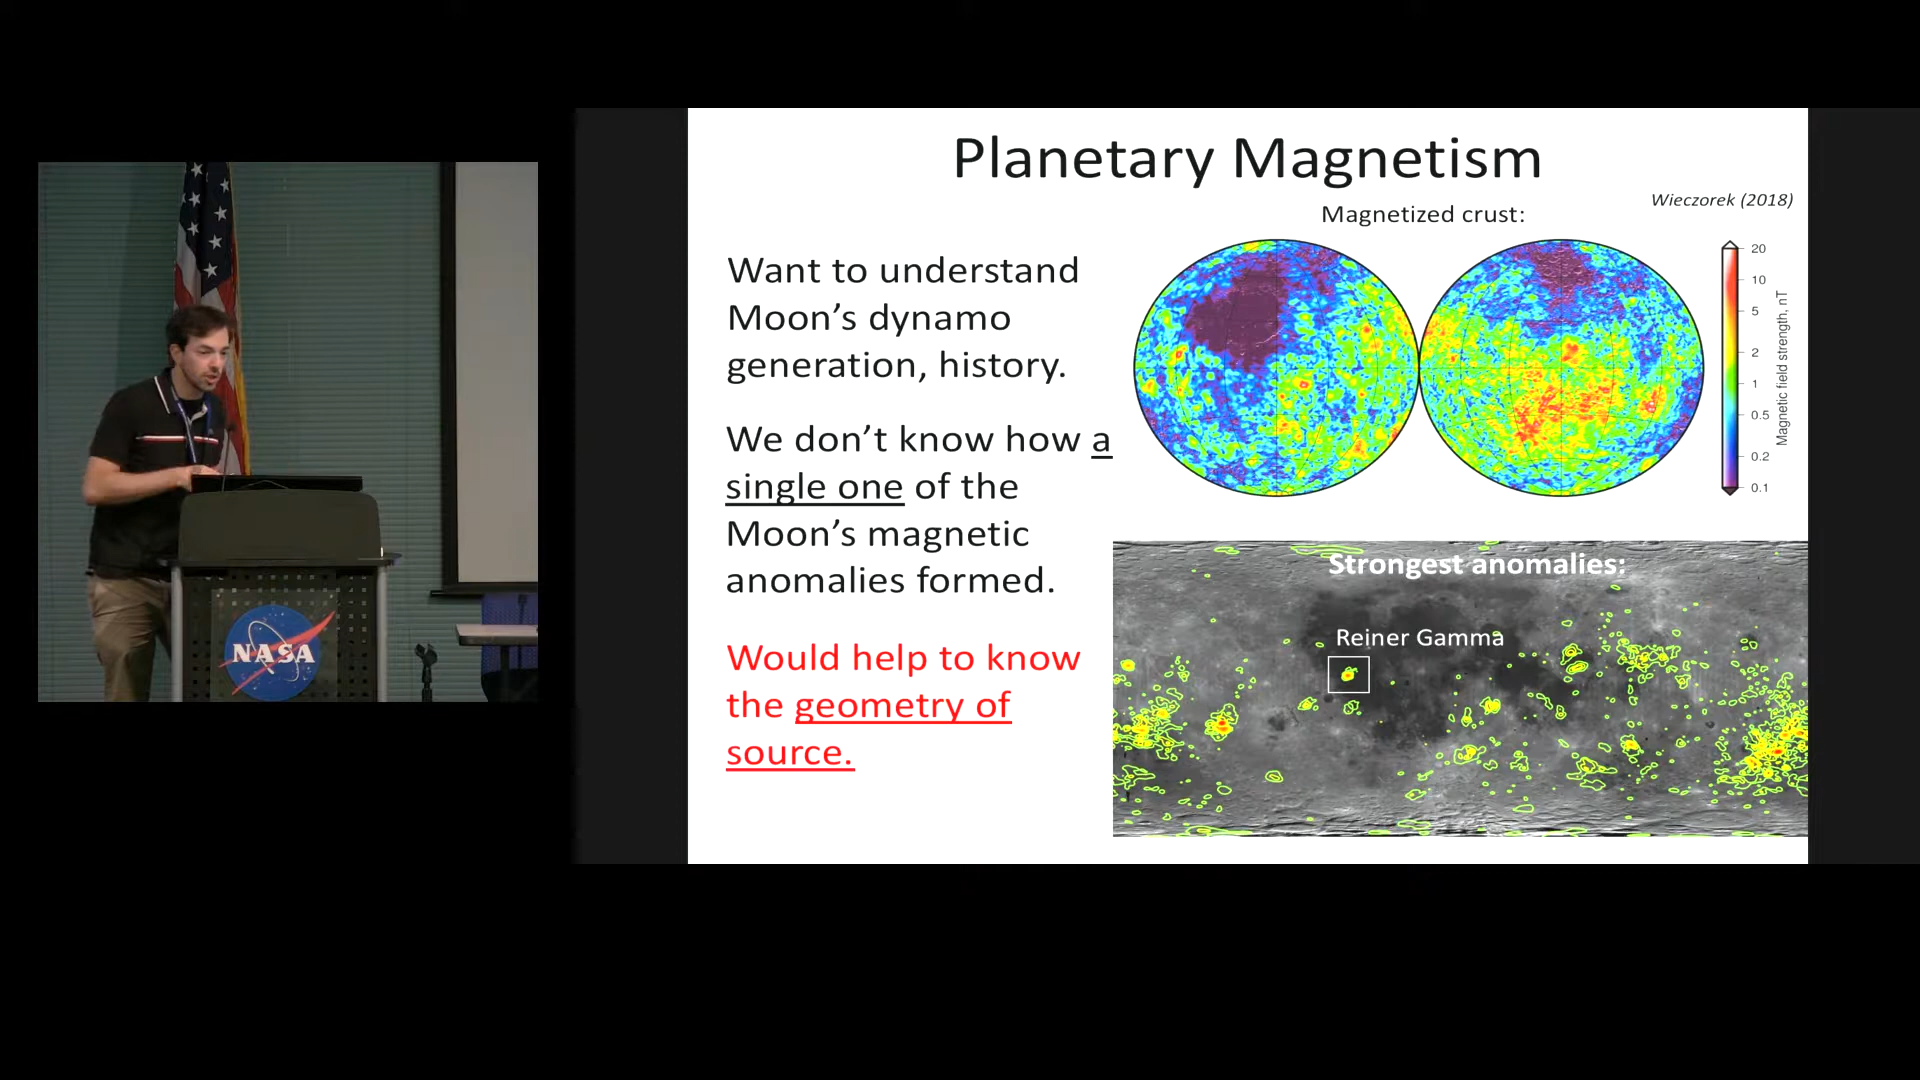 Planetary Magnetism
Wieczorek (2018)
Magnetized crust:
Want to understand
Moon’s dynamo
generation, history.
We don’t know how a
single one of the
Moon’s magnetic
anomalies formed.
Would help to know
the geometry of
source.
20
10
5
2
1
0.5
0.2
0.1
Magnetic field strength, nT
Strongest anomalies:
Reiner Gamma
NASA